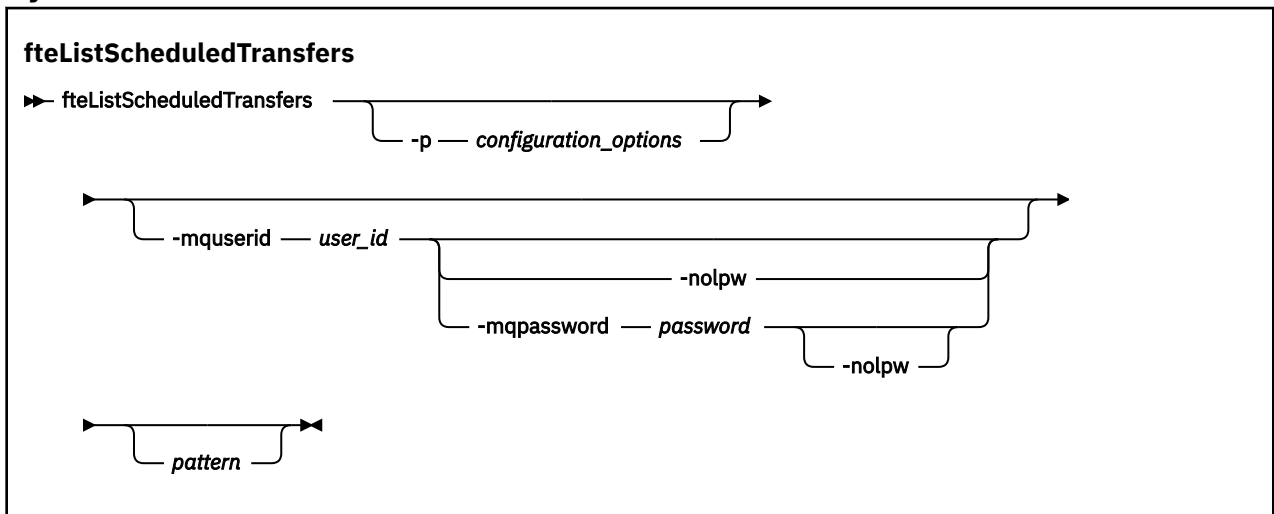 fteListScheduledTransfers
fteListScheduledTransfers
-p configuration_options
-mquserid user_id
-nolpw
-mqpassword password
-nolpw
pattern